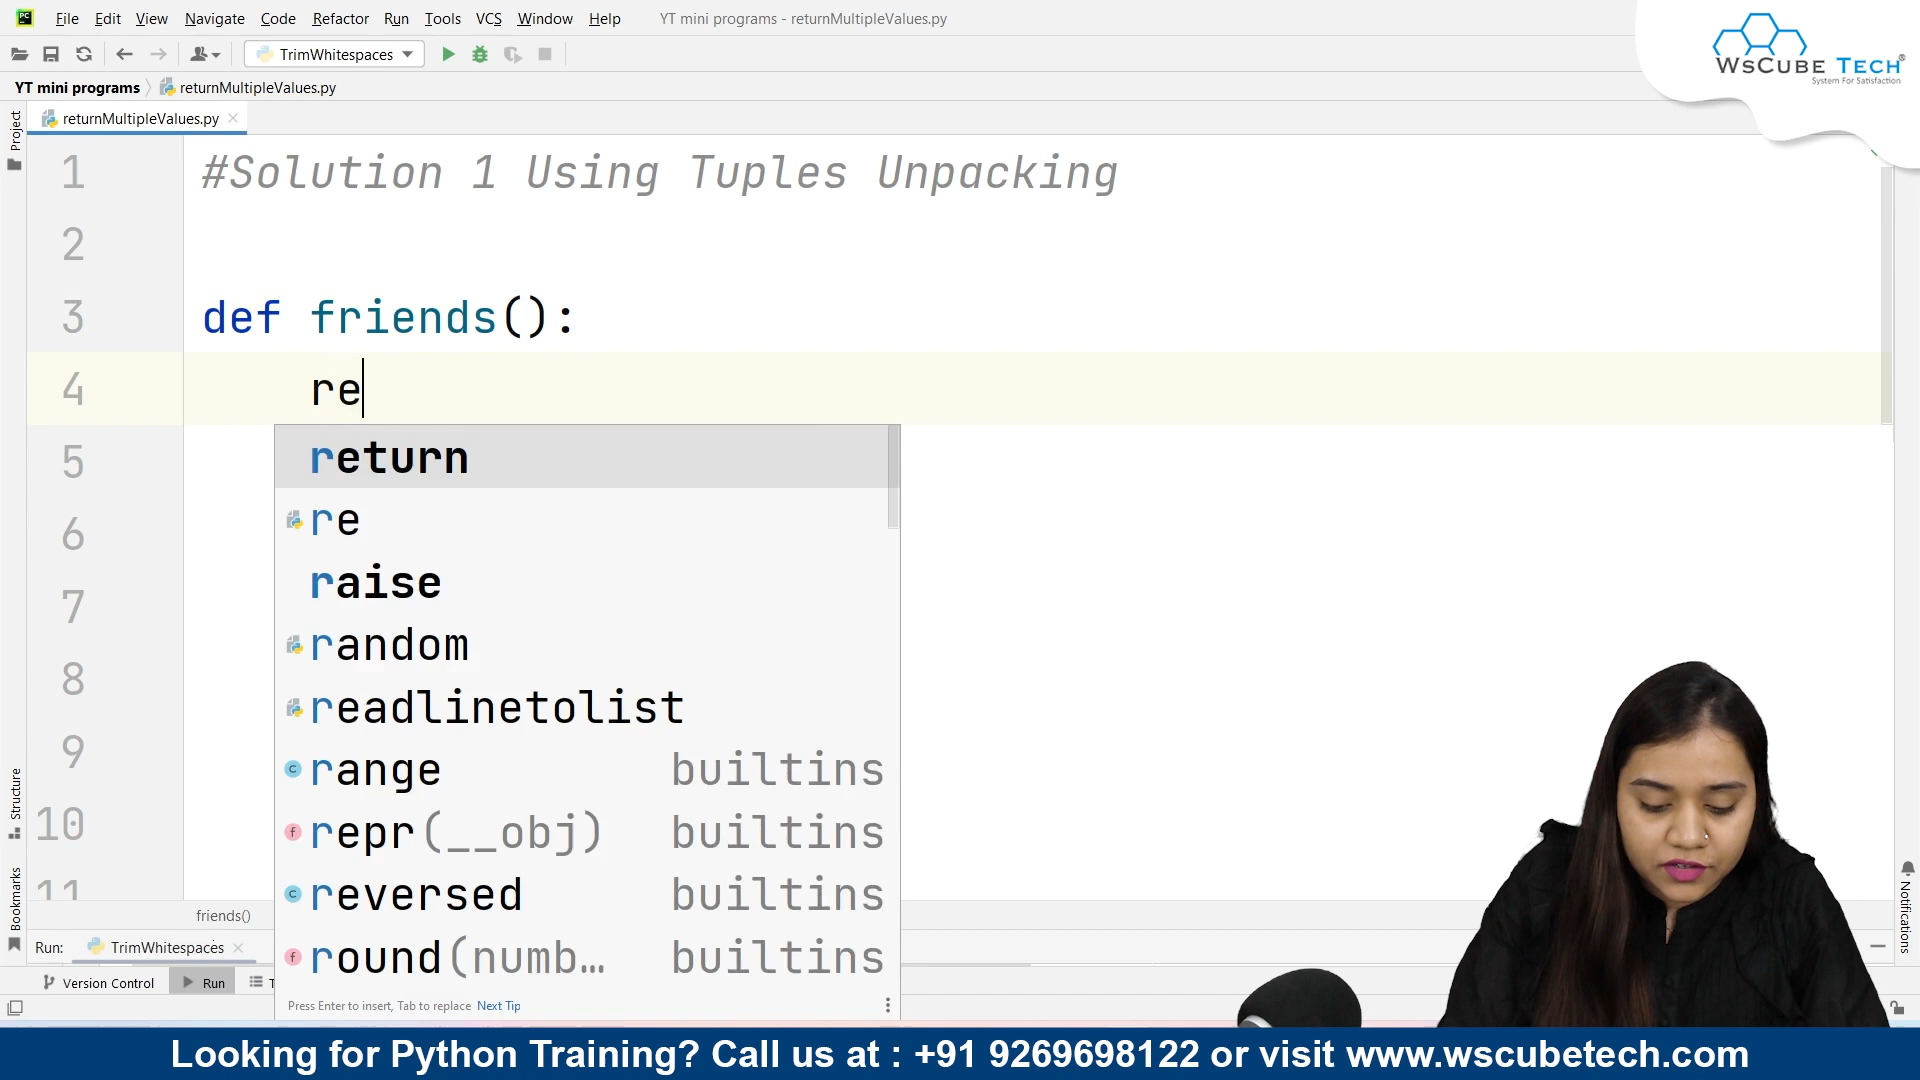 File Edit View Navigate Code Refactor Run Tools VCS Window Help YT mini programs - returnMultipleValues.py
TrimWhitespaces
WsCube Tech®
System For Satisfaction
YT mini programs returnMultipleValues.py
returnMultipleValues.py
Project
1 #Solution 1 Using Tuples Unpacking
2
3 def friends():
4 re
5 return
6 re
raise
7 random
8 readlinetolist
9 range builtins
10 repr(__obj) builtins
11 reversed builtins
round(numb… builtins
Structure
Bookmarks
Notifications
friends()
Run: TrimWhitespaces
Version Control Run T
Press Enter to insert, Tab to replace Next Tip
Looking for Python Training? Call us at : +91 9269698122 or visit www.wscubetech.com